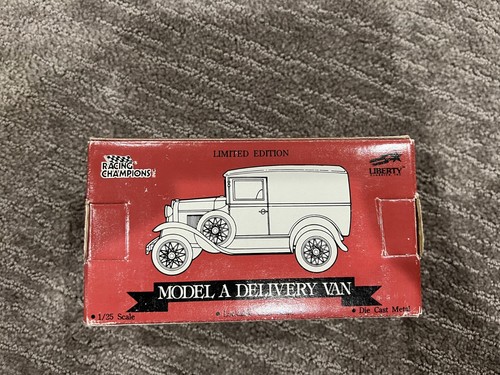 LIMITED EDITION
RACING
CHAMPIONS
LIBERTY
MODEL A DELIVERY VAN
• 1/25 Scale
• Die Cast Metal